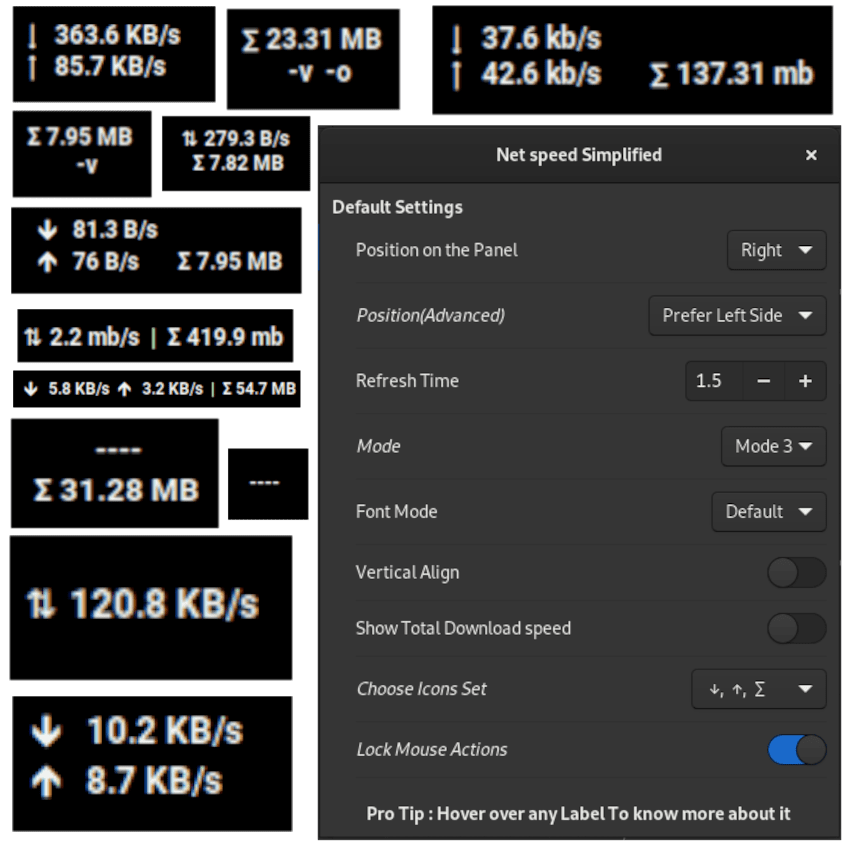 ↓ 363.6 KB/s
↑ 85.7 KB/s
Σ 23.31 MB
-v -o
↓ 37.6 kb/s
↑ 42.6 kb/s Σ 137.31 mb
Σ 7.95 MB
-v
⇅ 279.3 B/s
Σ 7.82 MB
↓ 81.3 B/s
↑ 76 B/s Σ 7.95 MB
⇅ 2.2 mb/s | Σ 419.9 mb
↓ 5.8 KB/s ↑ 3.2 KB/s | Σ 54.7 MB
----
Σ 31.28 MB
----
⇅ 120.8 KB/s
↓ 10.2 KB/s
↑ 8.7 KB/s
Net speed Simplified ×
Default Settings
Position on the Panel Right
Position(Advanced) Prefer Left Side
Refresh Time 1.5 − +
Mode Mode 3
Font Mode Default
Vertical Align
Show Total Download speed
Choose Icons Set ↓, ↑, Σ
Lock Mouse Actions
Pro Tip : Hover over any Label To know more about it